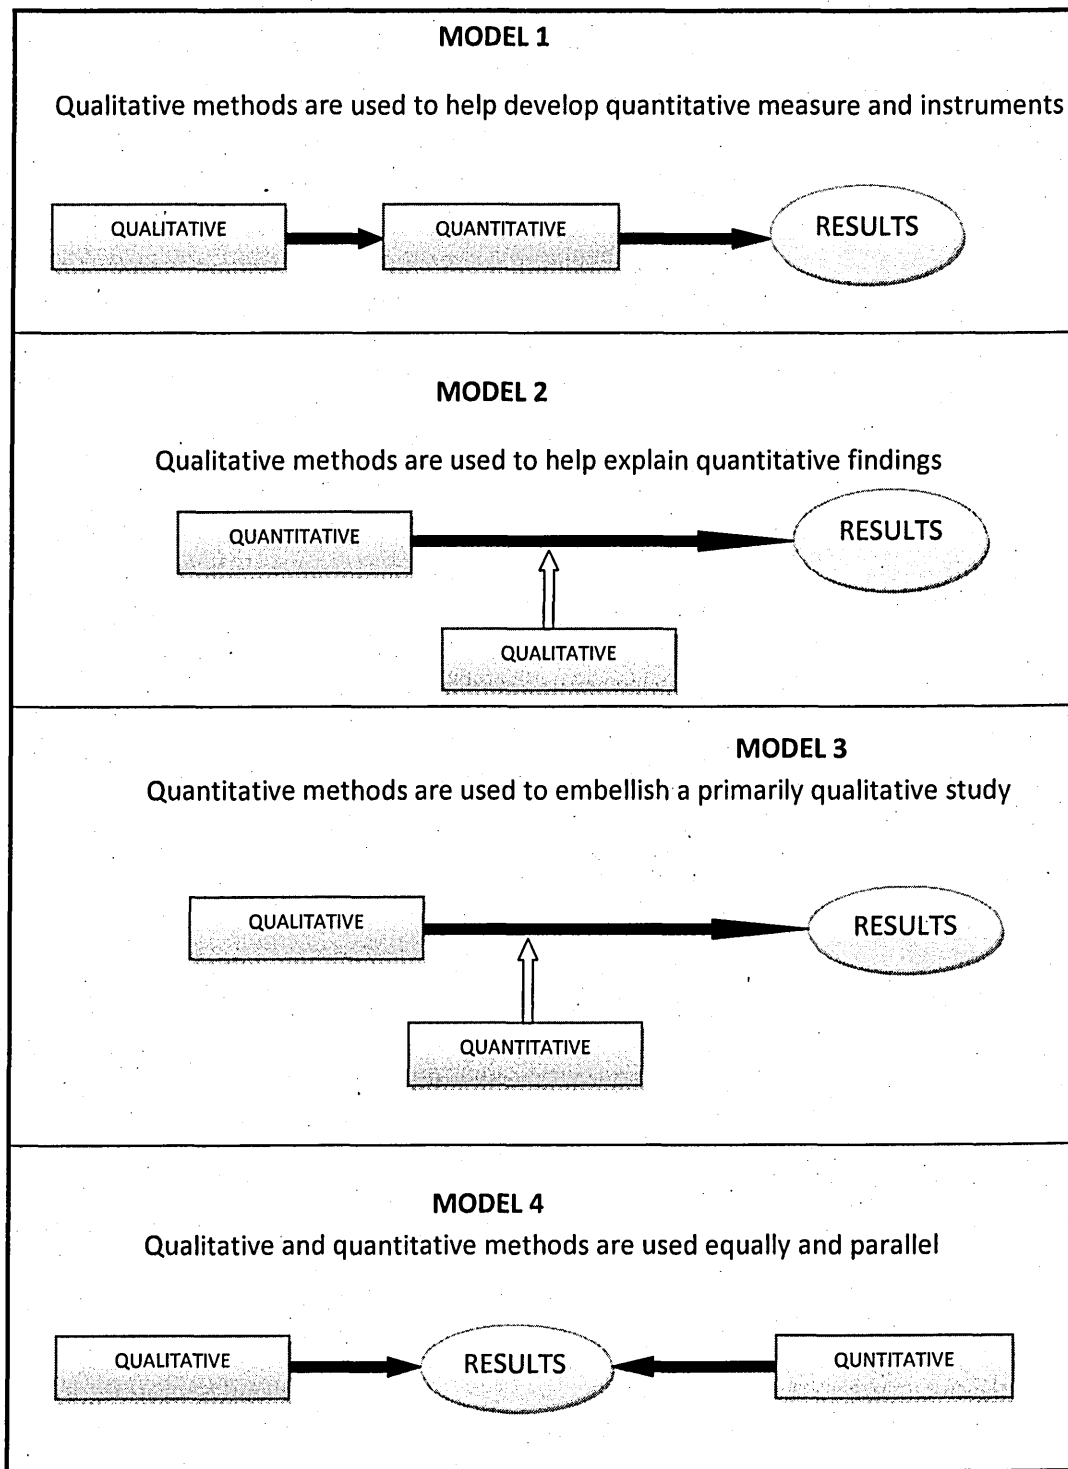 MODEL 1
Qualitative methods are used to help develop quantitative measure and instruments
QUALITATIVE
QUANTITATIVE
RESULTS
MODEL 2
Qualitative methods are used to help explain quantitative findings
QUANTITATIVE
RESULTS
QUALITATIVE
MODEL 3
Quantitative methods are used to embellish a primarily qualitative study
QUALITATIVE
RESULTS
QUANTITATIVE
MODEL 4
Qualitative and quantitative methods are used equally and parallel
QUALITATIVE
RESULTS
QUNTITATIVE